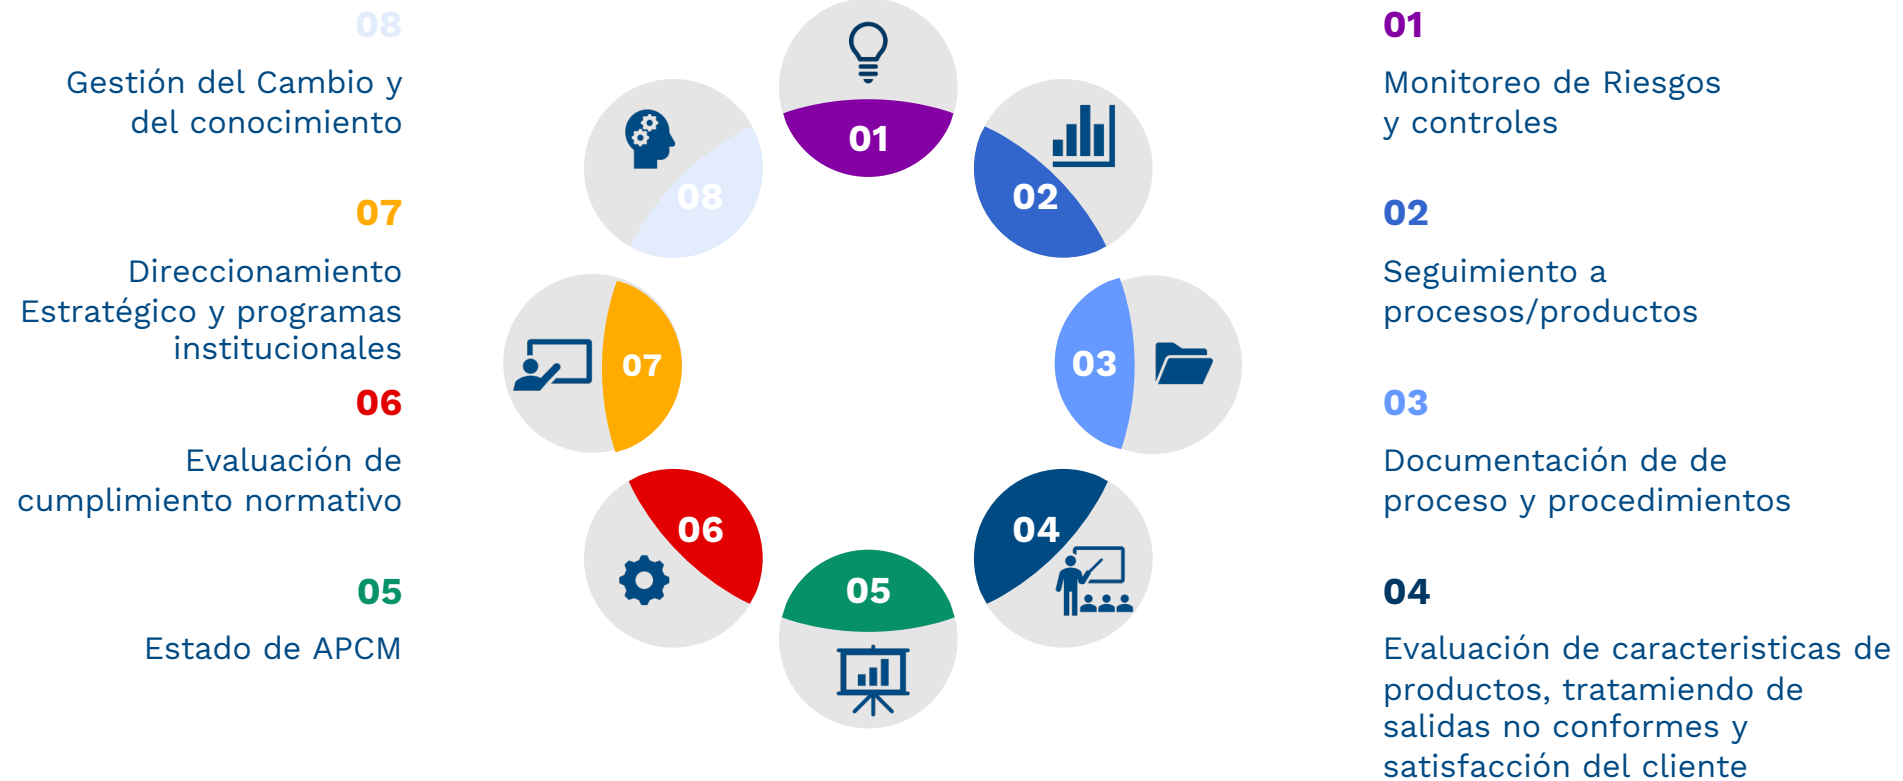 08
Gestión del Cambio y
del conocimiento
07
Direccionamiento
Estratégico y programas
institucionales
06
Evaluación de
cumplimiento normativo
05
Estado de APCM
01
02
03
04
05
06
07
08
01
Monitoreo de Riesgos
y controles
02
Seguimiento a
procesos/productos
03
Documentación de de
proceso y procedimientos
04
Evaluación de caracteristicas de
productos, tratamiendo de
salidas no conformes y
satisfacción del cliente